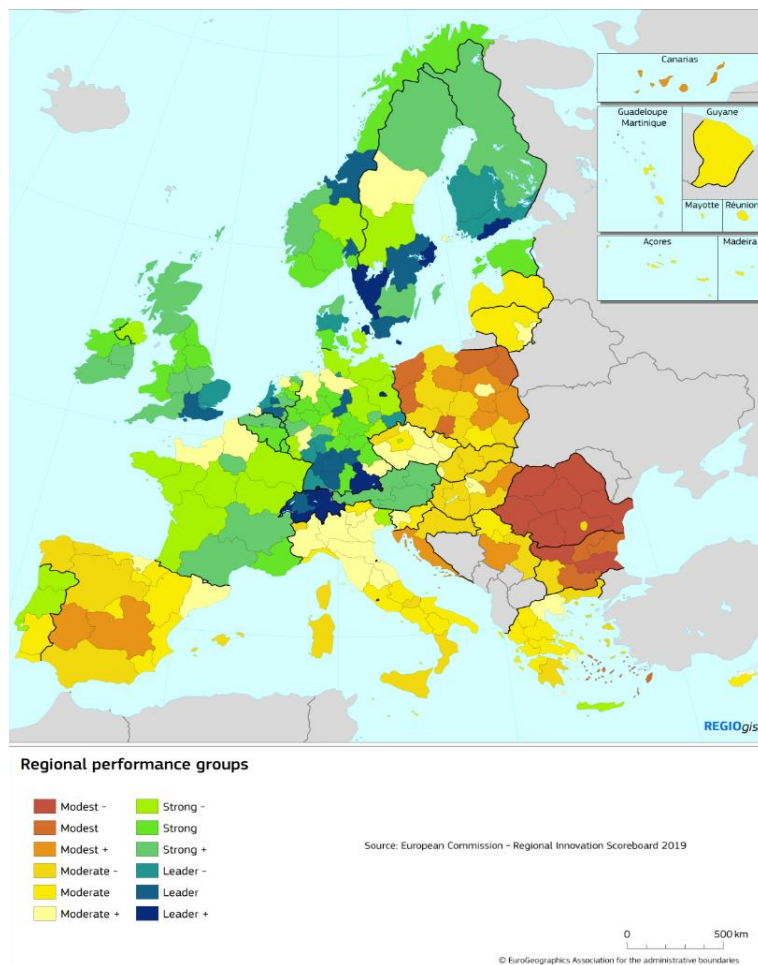 Canarias
Guadeloupe
Martinique
Guyane
Mayotte
Réunion
Açores
Madeira
REGIOgis
Regional performance groups
Modest -
Modest
Modest +
Moderate -
Moderate
Moderate +
Strong -
Strong
Strong +
Leader -
Leader
Leader +
Source: European Commission - Regional Innovation Scoreboard 2019
0 500 km
© EuroGeographics Association for the administrative boundaries